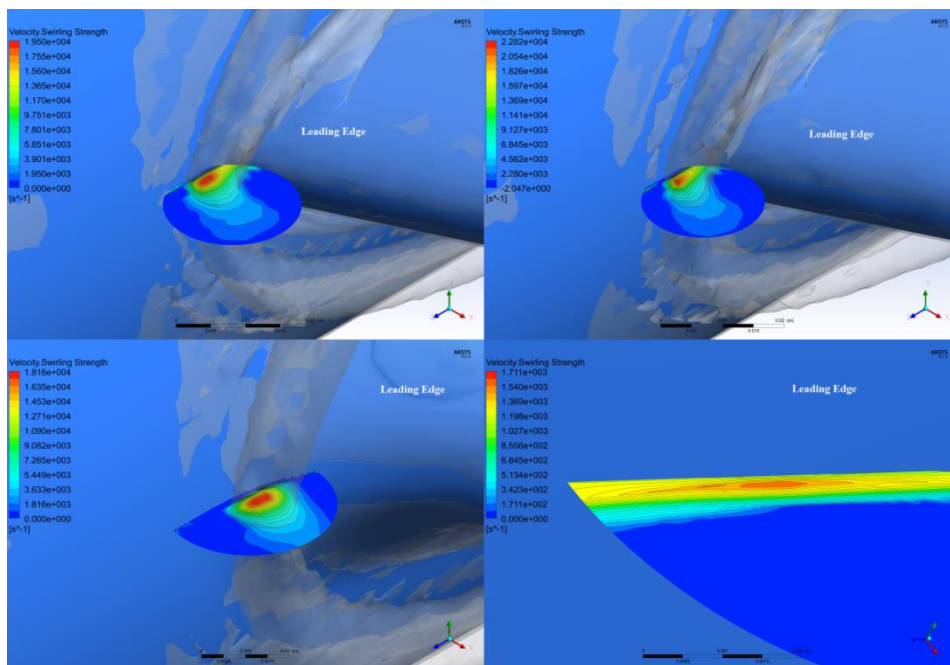 ANSYS
Velocity.Swirling Strength
1.950e+004
1.755e+004
1.560e+004
1.365e+004
1.170e+004
9.751e+003
7.801e+003
5.851e+003
3.901e+003
1.950e+003
0.000e+000
[s^-1]
Leading Edge
ANSYS
Velocity.Swirling Strength
2.282e+004
2.054e+004
1.826e+004
1.597e+004
1.369e+004
1.141e+004
9.127e+003
6.845e+003
4.562e+003
2.280e+003
-2.047e+000
[s^-1]
Leading Edge
0.02 (m)
ANSYS
Velocity.Swirling Strength
1.816e+004
1.635e+004
1.453e+004
1.271e+004
1.090e+004
9.082e+003
7.265e+003
5.449e+003
3.633e+003
1.816e+003
0.000e+000
[s^-1]
Leading Edge
ANSYS
Velocity.Swirling Strength
1.711e+003
1.540e+003
1.369e+003
1.198e+003
1.027e+003
8.556e+002
6.845e+002
5.134e+002
3.423e+002
1.711e+002
0.000e+000
[s^-1]
Leading Edge